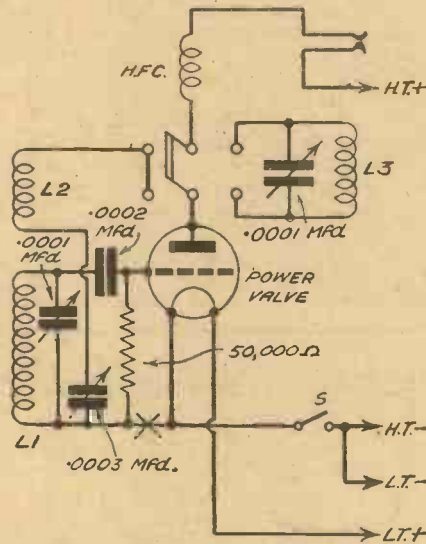 H.F.C.
H.T.+
L2
L3
.0002
Mfd
.0001
Mfd
.0001
Mfd
POWER
VALVE
50,000Ω
L1
.0003 Mfd.
S
H.T.-
L.T.-
L.T.+